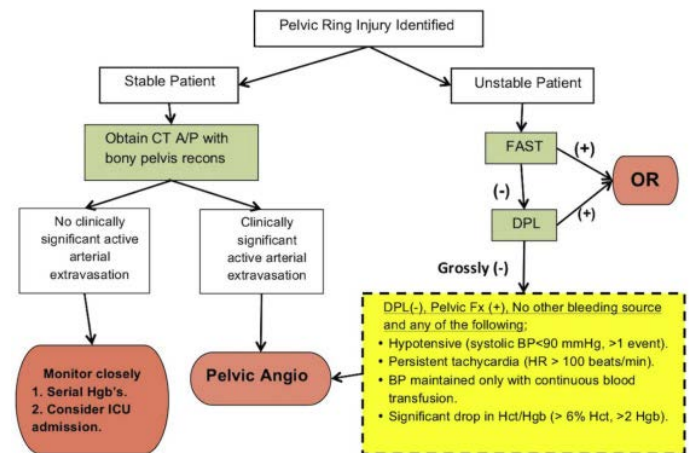 Pelvic Ring Injury Identified
Stable Patient
Unstable Patient
Obtain CT A/P with
bony pelvis recons
FAST
(+)
OR
(-)
DPL
(+)
No clinically
significant active
arterial
extravasation
Clinically
significant
active arterial
extravasation
Grossly (-)
DPL(-), Pelvic Fx (+), No other bleeding source
and any of the following:
• Hypotensive (systolic BP<90 mmHg, >1 event).
• Persistent tachycardia (HR > 100 beats/min).
• BP maintained only with continuous blood
transfusion.
• Significant drop in Hct/Hgb (> 6% Hct, >2 Hgb).
Monitor closely
1. Serial Hgb's.
2. Consider ICU
admission.
Pelvic Angio